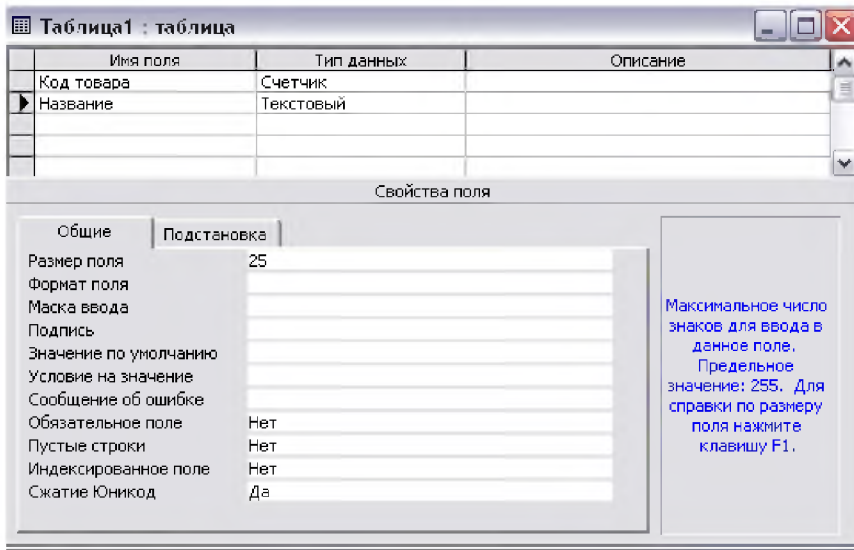 Таблица1 : таблица
Имя поля Тип данных Описание
Код товара Счетчик
Название Текстовый
Свойства поля
Общие Подстановка
Размер поля 25
Формат поля
Маска ввода
Подпись
Значение по умолчанию
Условие на значение
Сообщение об ошибке
Обязательное поле Нет
Пустые строки Нет
Индексированное поле Нет
Сжатие Юникод Да
Максимальное число
знаков для ввода в
данное поле.
Предельное
значение: 255. Для
справки по размеру
поля нажмите
клавишу F1.